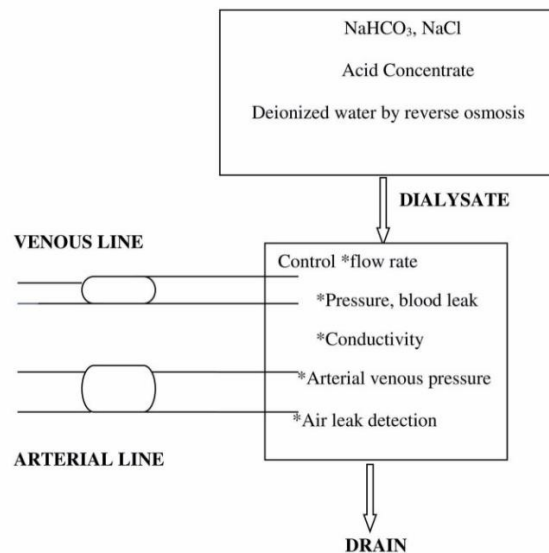 NaHCO₃, NaCl
Acid Concentrate
Deionized water by reverse osmosis
DIALYSATE
VENOUS LINE
Control *flow rate
*Pressure, blood leak
*Conductivity
*Arterial venous pressure
*Air leak detection
ARTERIAL LINE
DRAIN